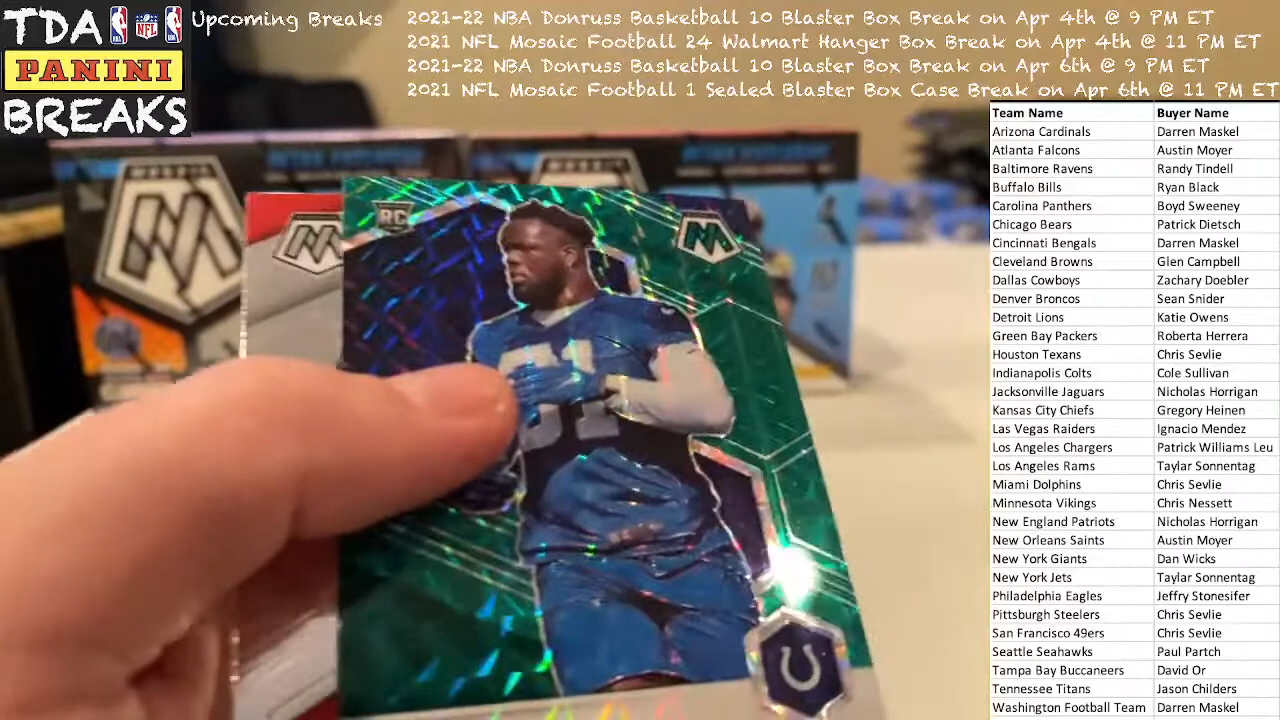 TDA
NFL
PANINI
BREAKS
Upcoming Breaks
2021-22 NBA Donruss Basketball 10 Blaster Box Break on Apr 4th @ 9 PM ET
2021 NFL Mosaic Football 24 Walmart Hanger Box Break on Apr 4th @ 11 PM ET
2021-22 NBA Donruss Basketball 10 Blaster Box Break on Apr 6th @ 9 PM ET
2021 NFL Mosaic Football 1 Sealed Blaster Box Case Break on Apr 6th @ 11 PM ET
Team Name Buyer Name
Arizona Cardinals Darren Maskel
Atlanta Falcons Austin Moyer
Baltimore Ravens Randy Tindell
Buffalo Bills Ryan Black
Carolina Panthers Boyd Sweeney
Chicago Bears Patrick Dietsch
Cincinnati Bengals Darren Maskel
Cleveland Browns Glen Campbell
Dallas Cowboys Zachary Doebler
Denver Broncos Sean Snider
Detroit Lions Katie Owens
Green Bay Packers Roberta Herrera
Houston Texans Chris Sevlie
Indianapolis Colts Cole Sullivan
Jacksonville Jaguars Nicholas Horrigan
Kansas City Chiefs Gregory Heinen
Las Vegas Raiders Ignacio Mendez
Los Angeles Chargers Patrick Williams Leu
Los Angeles Rams Taylar Sonnentag
Miami Dolphins Chris Sevlie
Minnesota Vikings Chris Nessett
New England Patriots Nicholas Horrigan
New Orleans Saints Austin Moyer
New York Giants Dan Wicks
New York Jets Taylar Sonnentag
Philadelphia Eagles Jeffry Stonesifer
Pittsburgh Steelers Chris Sevlie
San Francisco 49ers Chris Sevlie
Seattle Seahawks Paul Partch
Tampa Bay Buccaneers David Or
Tennessee Titans Jason Childers
Washington Football Team Darren Maskel
MOSAIC
RC
51